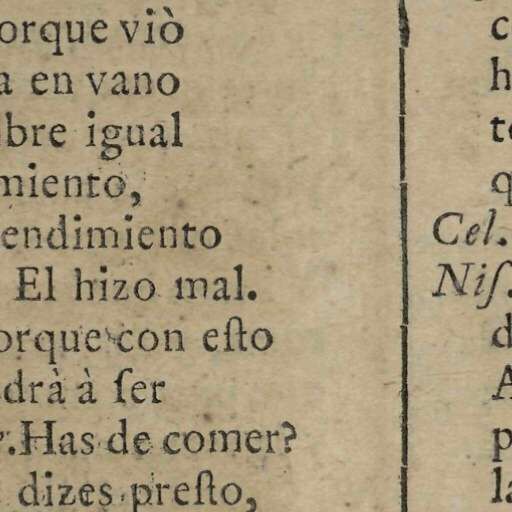 orque viò
a en vano
bre igual
miento,
endimiento
El hizo mal.
orque con eſto
drà à ſer
.Has de comer?
dizes preſto,
c
h
t
q
Cel.
Niſ.
d
A
p
la